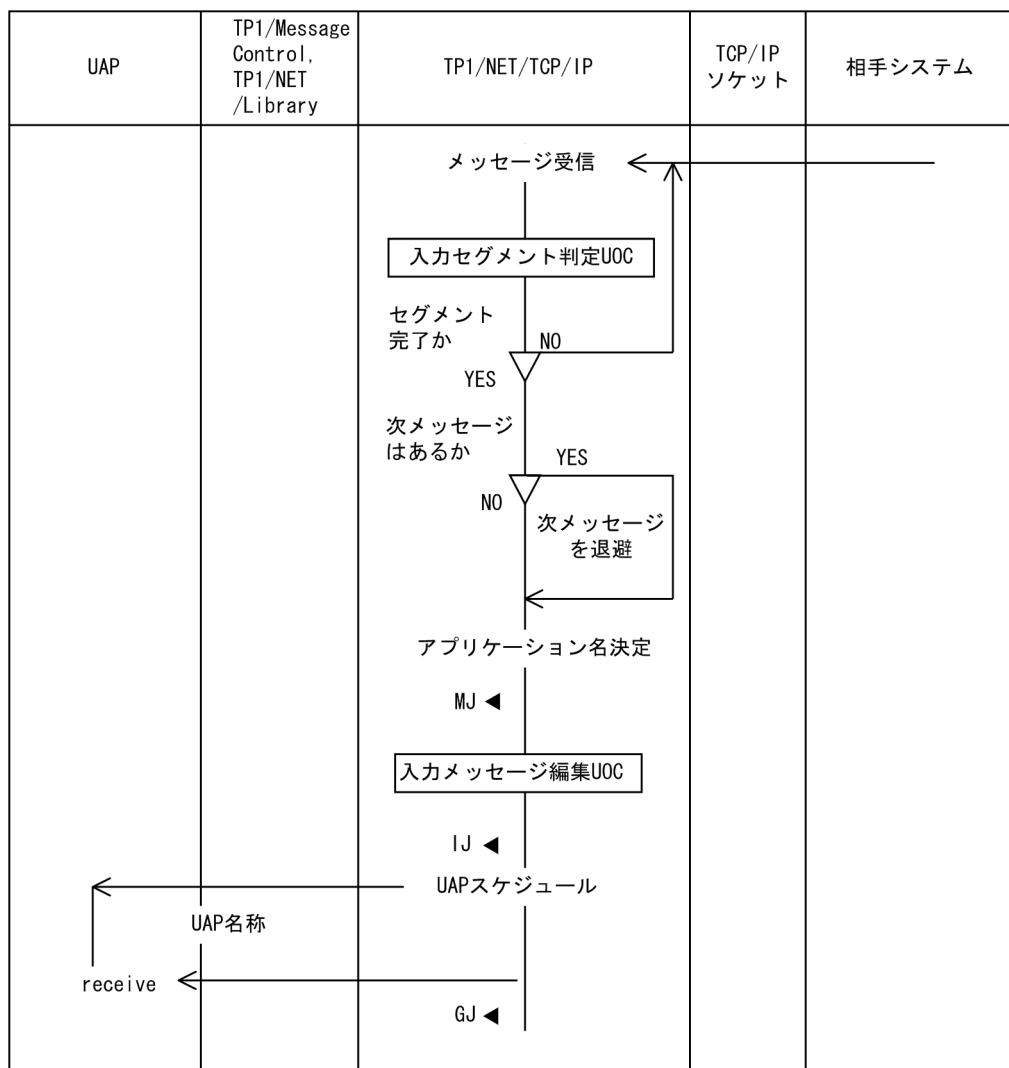 UAP
TP1/Message
Control,
TP1/NET
/Library
TP1/NET/TCP/IP
TCP/IP
ソケット
相手システム
メッセージ受信
入力セグメント判定UOC
セグメント
完了か
NO
YES
次メッセージ
はあるか
YES
NO
次メッセージ
を退避
アプリケーション名決定
MJ
入力メッセージ編集UOC
IJ
UAPスケジュール
UAP名称
receive
GJ